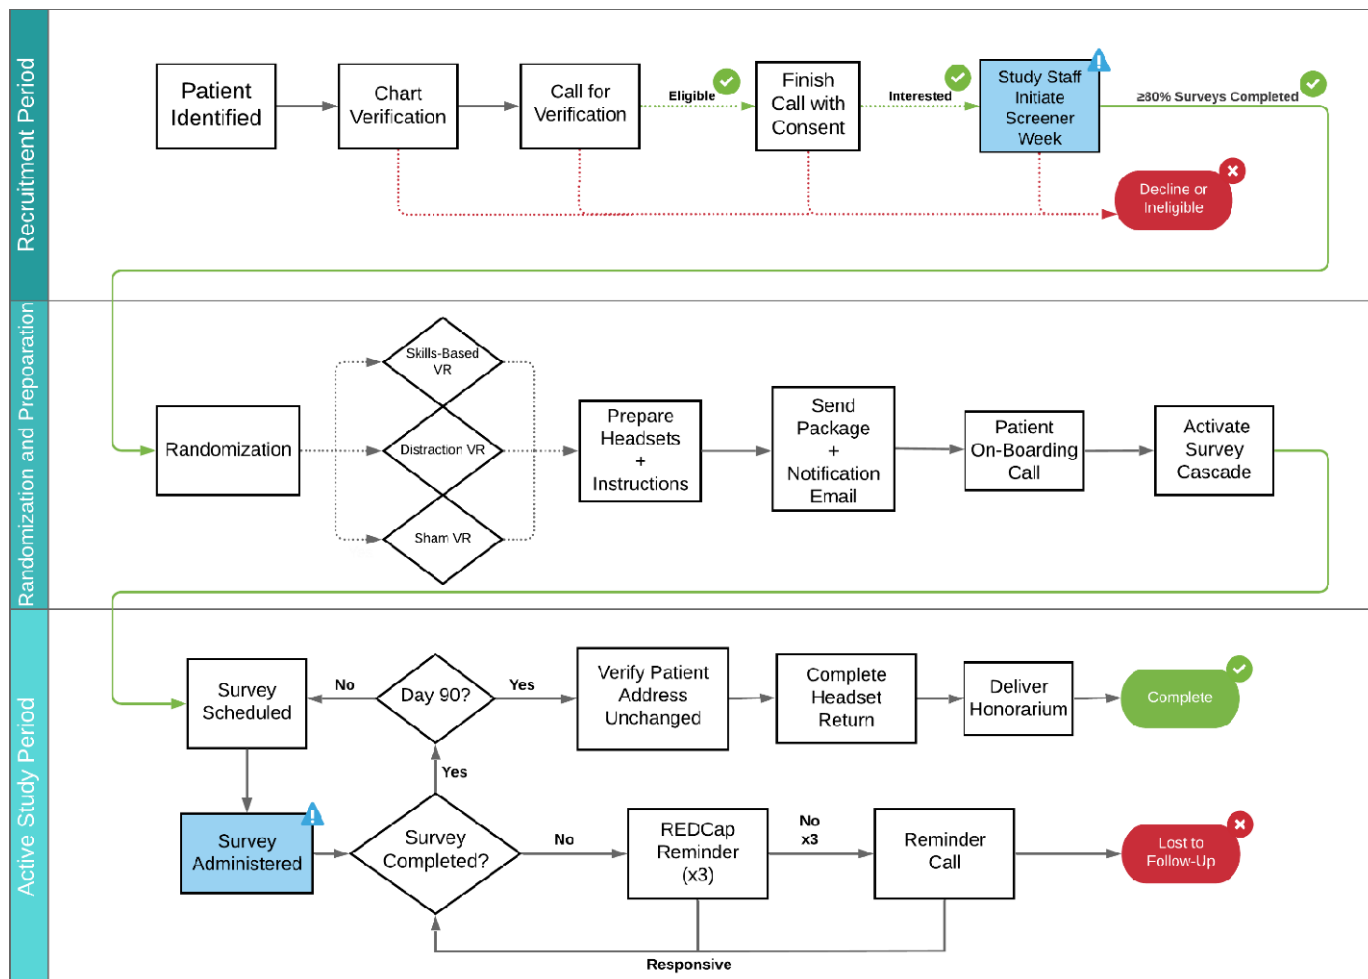 Recruitment Period
Patient
Identified
Chart
Verification
Call for
Verification
Eligible
Finish
Call with
Consent
Interested
Study Staff
Initiate
Screener
Week
≥80% Surveys Completed
Decline or
Ineligible
Randomization and Prepoaration
Randomization
Skills-Based
VR
Distraction VR
Sham VR
Prepare
Headsets
+
Instructions
Send
Package
+
Notification
Email
Patient
On-Boarding
Call
Activate
Survey
Cascade
Active Study Period
Survey
Scheduled
No
Day 90?
Yes
Verify Patient
Address
Unchanged
Complete
Headset
Return
Deliver
Honorarium
Complete
Yes
Survey
Administered
Survey
Completed?
No
REDCap
Reminder
(x3)
No
x3
Reminder
Call
Lost to
Follow-Up
Responsive